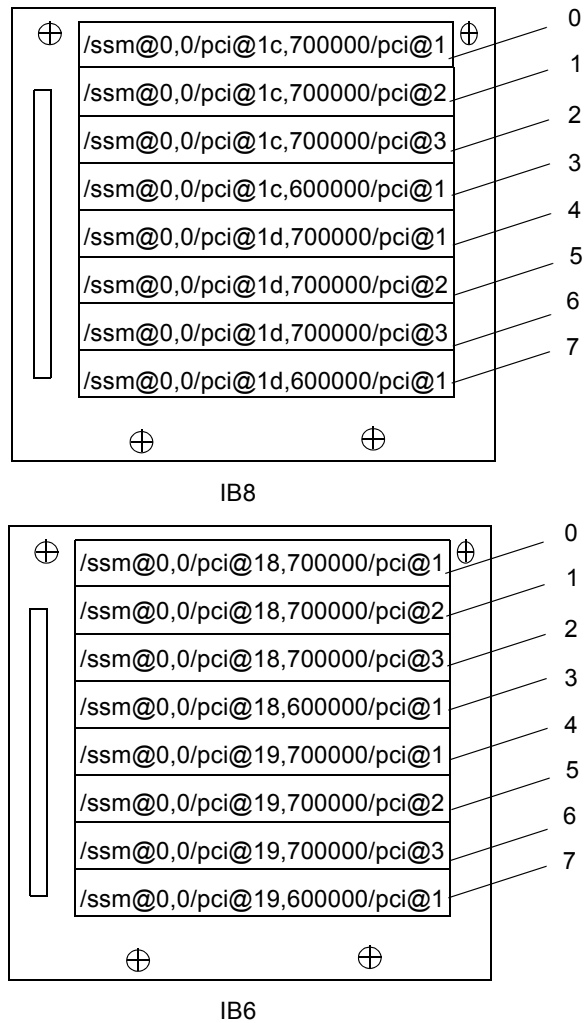 /ssm@0,0/pci@1c,700000/pci@1 0
/ssm@0,0/pci@1c,700000/pci@2 1
/ssm@0,0/pci@1c,700000/pci@3 2
/ssm@0,0/pci@1c,600000/pci@1 3
/ssm@0,0/pci@1d,700000/pci@1 4
/ssm@0,0/pci@1d,700000/pci@2 5
/ssm@0,0/pci@1d,700000/pci@3 6
/ssm@0,0/pci@1d,600000/pci@1 7
IB8
/ssm@0,0/pci@18,700000/pci@1 0
/ssm@0,0/pci@18,700000/pci@2 1
/ssm@0,0/pci@18,700000/pci@3 2
/ssm@0,0/pci@18,600000/pci@1 3
/ssm@0,0/pci@19,700000/pci@1 4
/ssm@0,0/pci@19,700000/pci@2 5
/ssm@0,0/pci@19,700000/pci@3 6
/ssm@0,0/pci@19,600000/pci@1 7
IB6